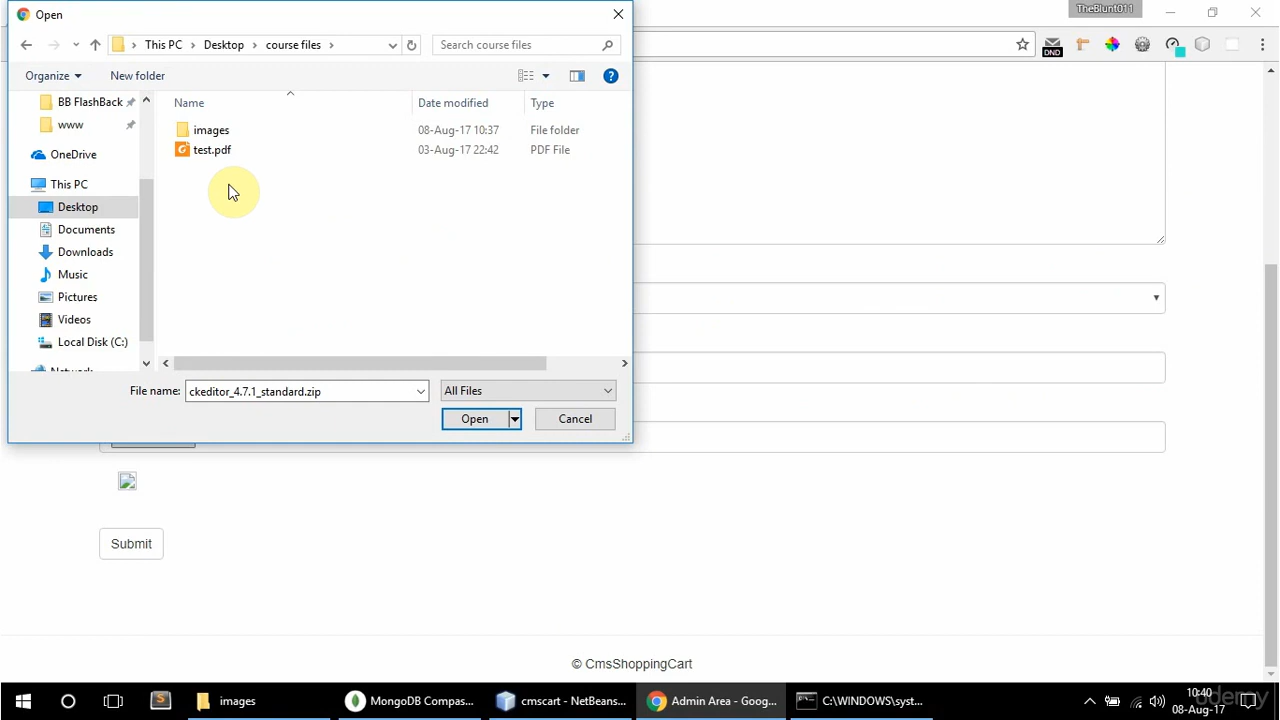 Open
TheBlunt011
This PC
Desktop
course files
Search course files
DND
Organize
New folder
?
BB FlashBack
www
OneDrive
This PC
Desktop
Documents
Downloads
Music
Pictures
Videos
Local Disk (C:)
Name
Date modified
Type
images
08-Aug-17 10:37
File folder
test.pdf
03-Aug-17 22:42
PDF File
File name:
ckeditor_4.7.1_standard.zip
All Files
Open
Cancel
Submit
© CmsShoppingCart
images
MongoDB Compas...
cmscart - NetBeans...
Admin Area - Goog...
C:\WINDOWS\syst...
10:40
08-Aug-17
udemy